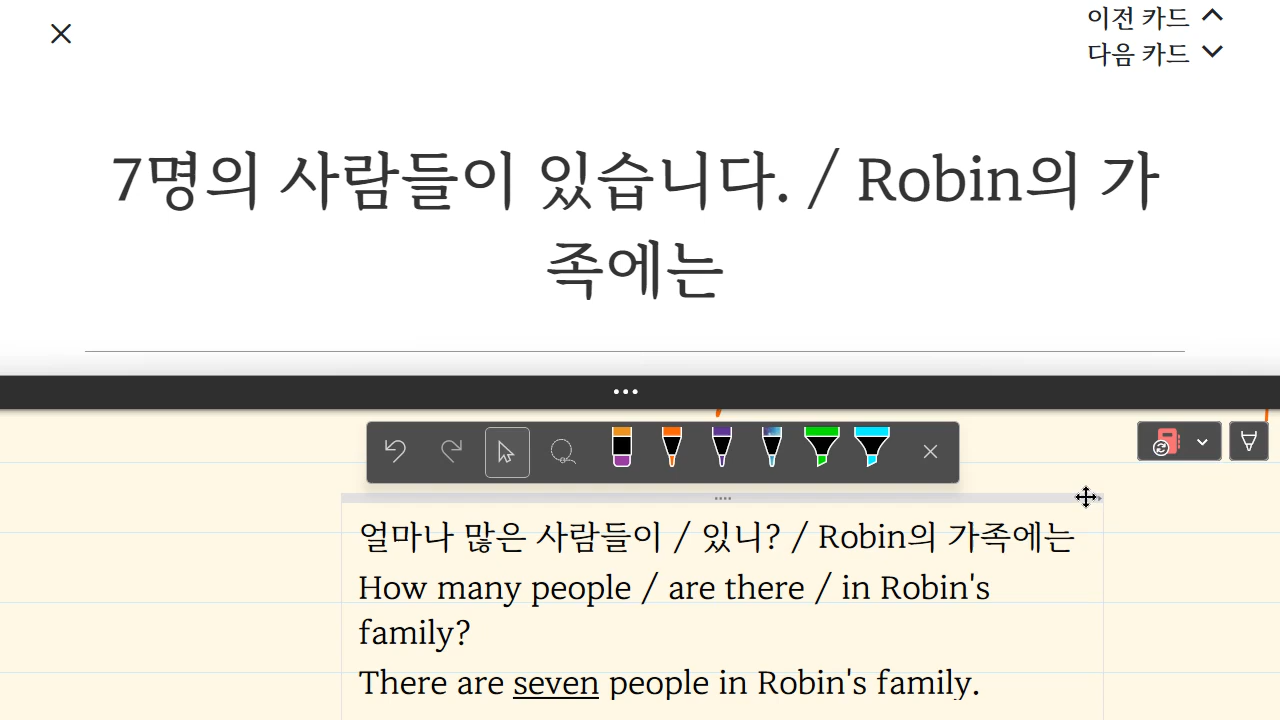 이전 카드
다음 카드
7명의 사람들이 있습니다. / Robin의 가
족에는
얼마나 많은 사람들이 / 있니? / Robin의 가족에는
How many people / are there / in Robin's
family?
There are seven people in Robin's family.